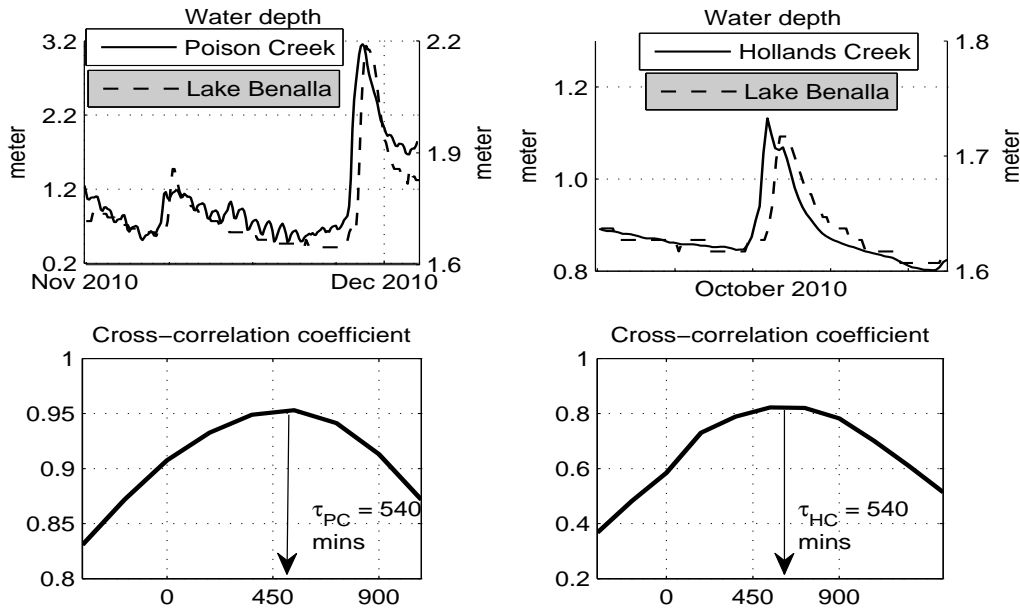 Water depth
3.2
2.2
1.2
0.2
meter
Poison Creek
Lake Benalla
2.2
1.9
1.6
meter
Nov 2010
Dec 2010
Water depth
1.2
1.0
0.8
meter
Hollands Creek
Lake Benalla
1.8
1.7
1.6
meter
October 2010
Cross−correlation coefficient
1
0.95
0.9
0.85
0.8
τPC = 540
mins
0
450
900
Cross−correlation coefficient
1
0.8
0.6
0.4
0.2
τHC = 540
mins
0
450
900